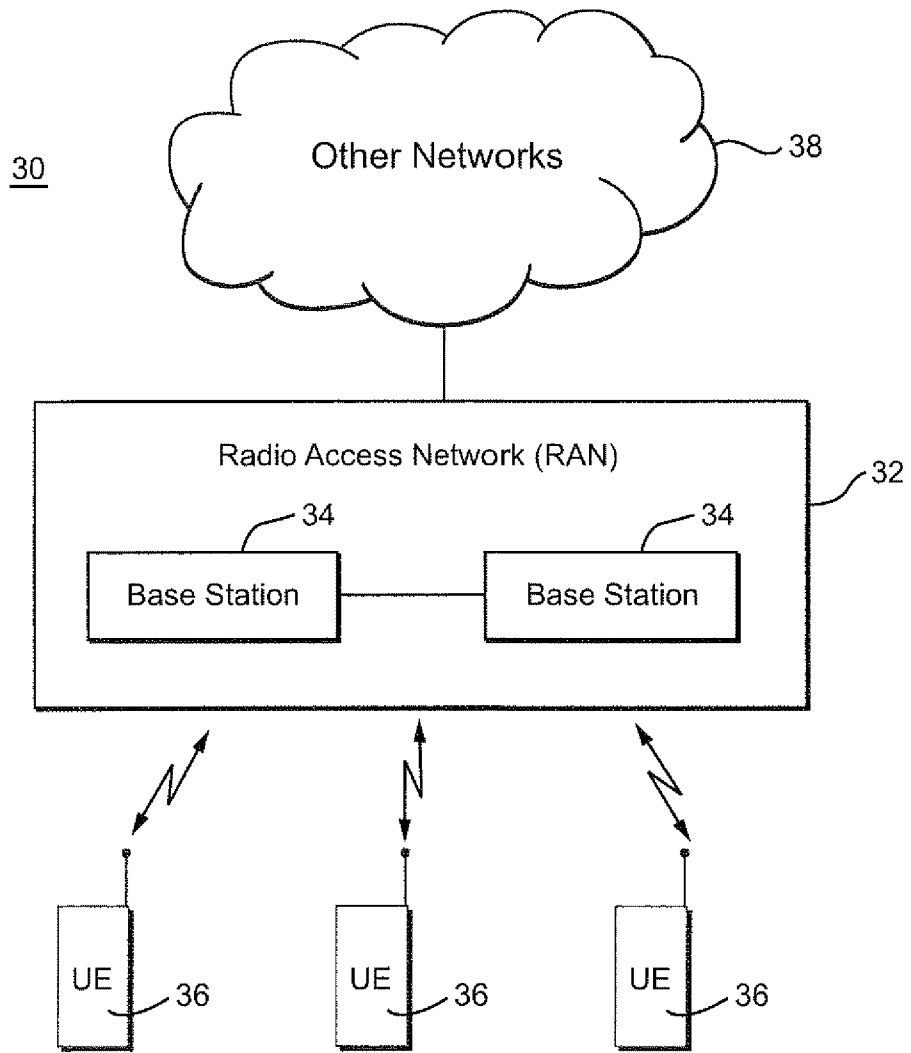 Other Networks
38
30
Radio Access Network (RAN)
32
34
34
Base Station
Base Station
UE
36
UE
36
UE
36